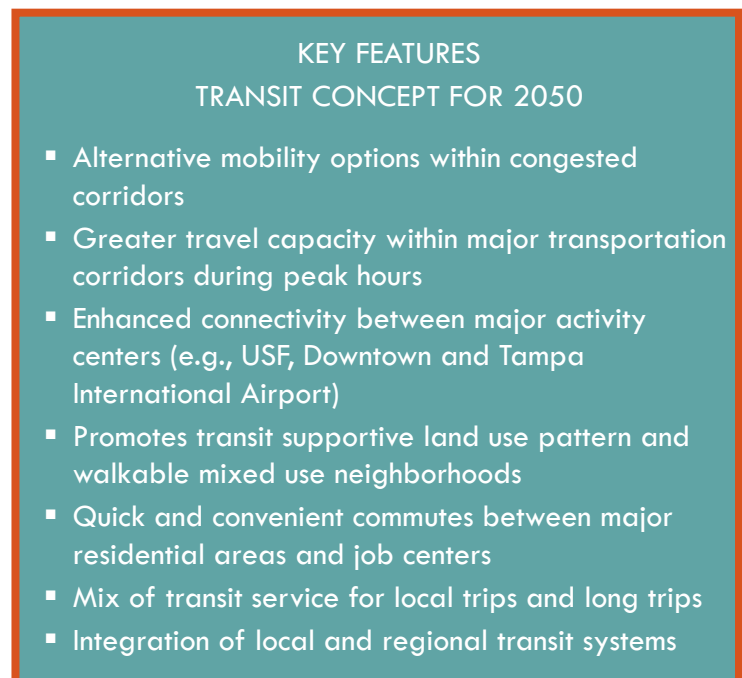 KEY FEATURES
TRANSIT CONCEPT FOR 2050
▪ Alternative mobility options within congested
corridors
▪ Greater travel capacity within major transportation
corridors during peak hours
▪ Enhanced connectivity between major activity
centers (e.g., USF, Downtown and Tampa
International Airport)
▪ Promotes transit supportive land use pattern and
walkable mixed use neighborhoods
▪ Quick and convenient commutes between major
residential areas and job centers
▪ Mix of transit service for local trips and long trips
▪ Integration of local and regional transit systems